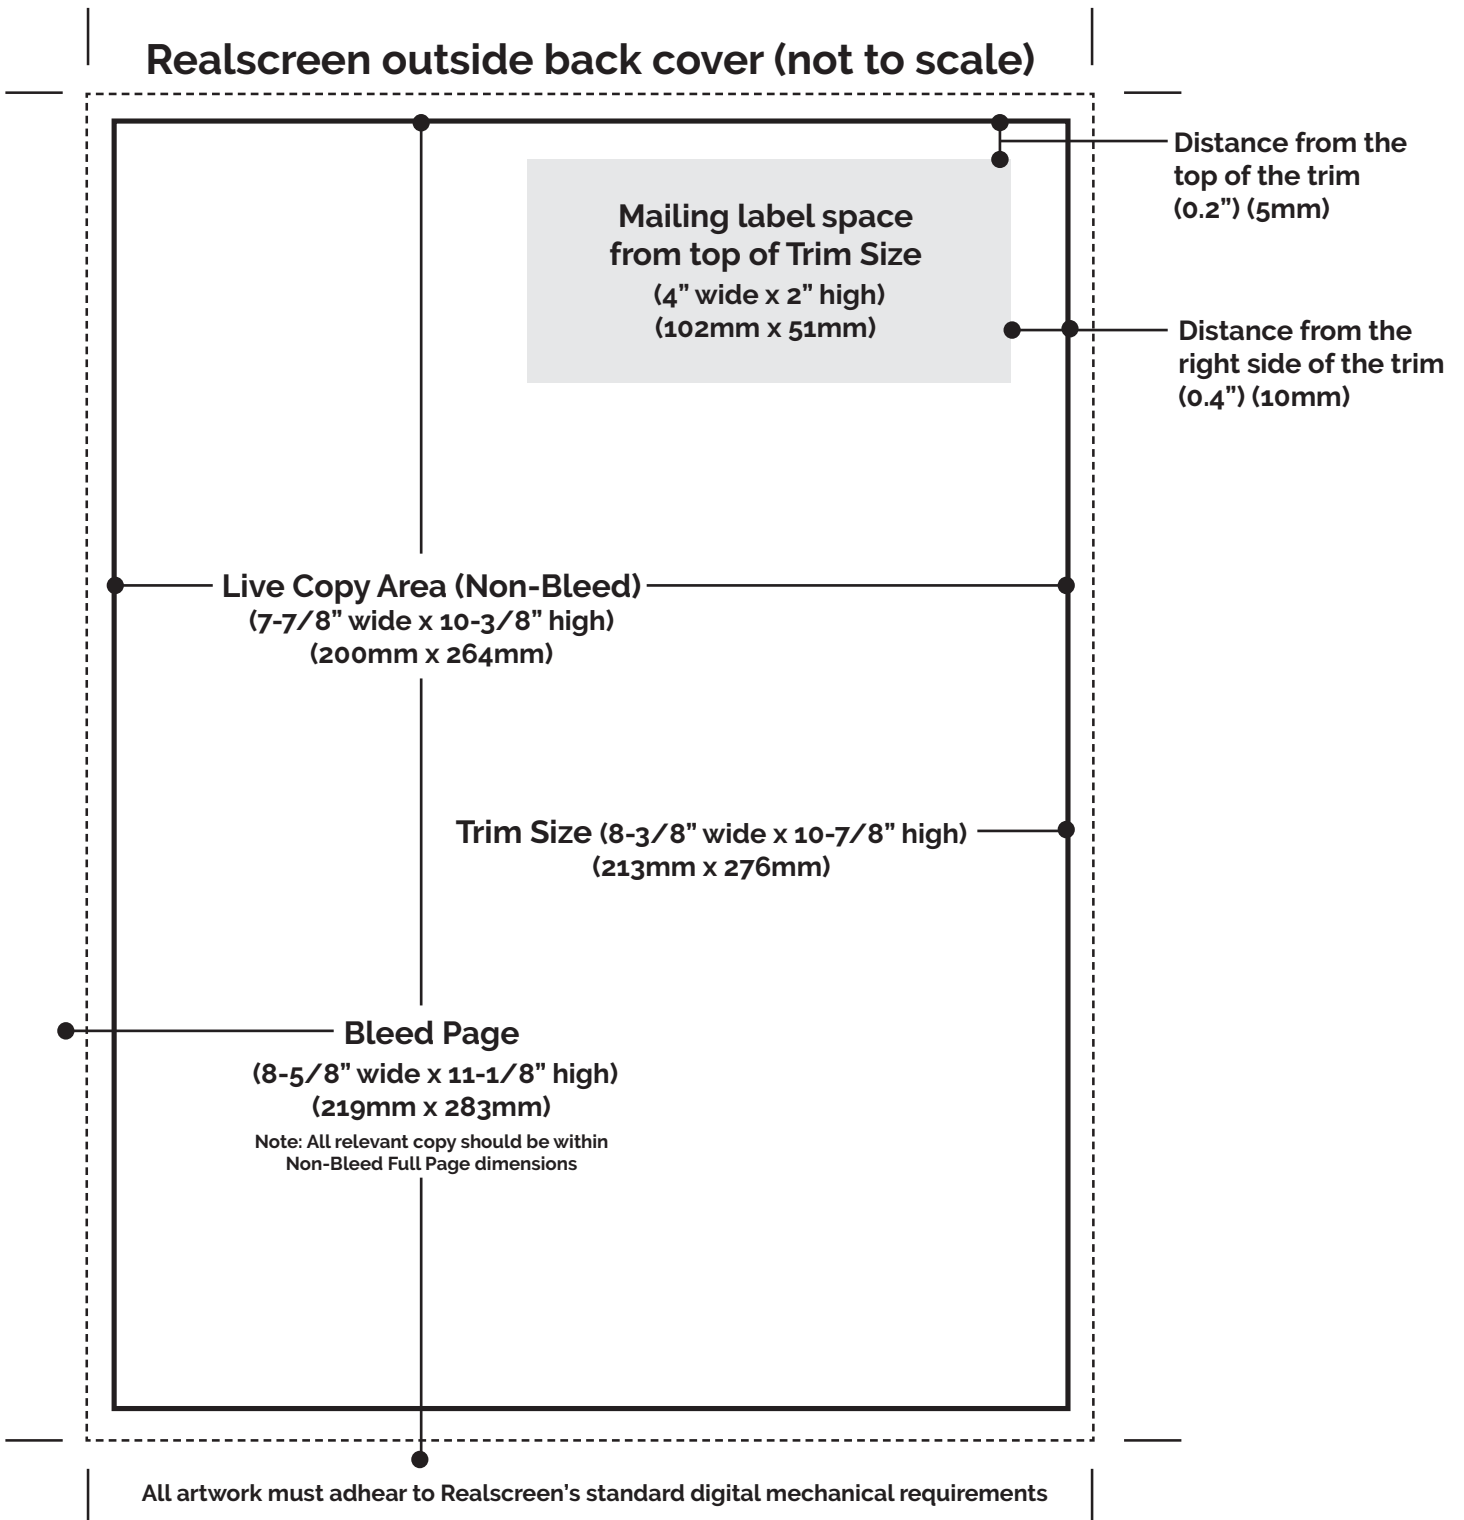 Realscreen outside back cover (not to scale)
Distance from the
top of the trim
(0.2”) (5mm)
Mailing label space
from top of Trim Size
(4” wide x 2” high)
(102mm x 51mm)
Distance from the
right side of the trim
(0.4”) (10mm)
Live Copy Area (Non-Bleed)
(7-7/8” wide x 10-3/8” high)
(200mm x 264mm)
Trim Size (8-3/8” wide x 10-7/8” high)
(213mm x 276mm)
Bleed Page
(8-5/8” wide x 11-1/8” high)
(219mm x 283mm)
Note: All relevant copy should be within
Non-Bleed Full Page dimensions
All artwork must adhear to Realscreen’s standard digital mechanical requirements